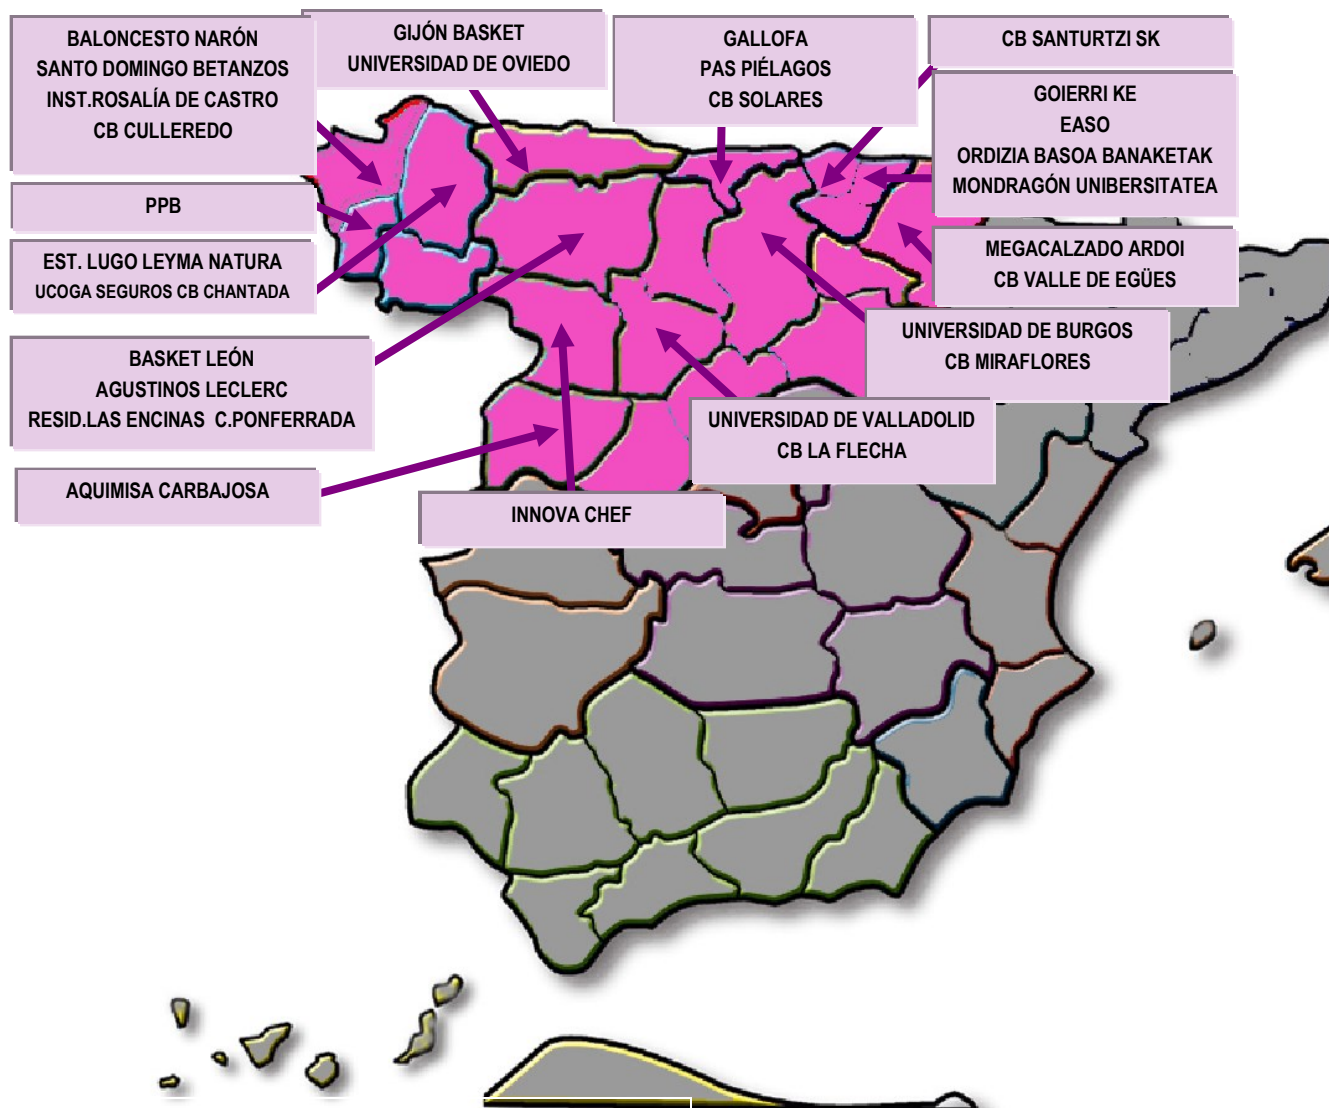 BALONCESTO NARÓN
SANTO DOMINGO BETANZOS
INST.ROSALÍA DE CASTRO
CB CULLEREDO
GIJÓN BASKET
UNIVERSIDAD DE OVIEDO
GALLOFA
PAS PIÉLAGOS
CB SOLARES
CB SANTURTZI SK
GOIERRI KE
EASO
ORDIZIA BASOA BANAKETAK
MONDRAGÓN UNIBERSITATEA
PPB
EST. LUGO LEYMA NATURA
UCOGA SEGUROS CB CHANTADA
MEGACALZADO ARDOI
CB VALLE DE EGÜES
UNIVERSIDAD DE BURGOS
CB MIRAFLORES
BASKET LEÓN
AGUSTINOS LECLERC
RESID.LAS ENCINAS C.PONFERRADA
UNIVERSIDAD DE VALLADOLID
CB LA FLECHA
AQUIMISA CARBAJOSA
INNOVA CHEF